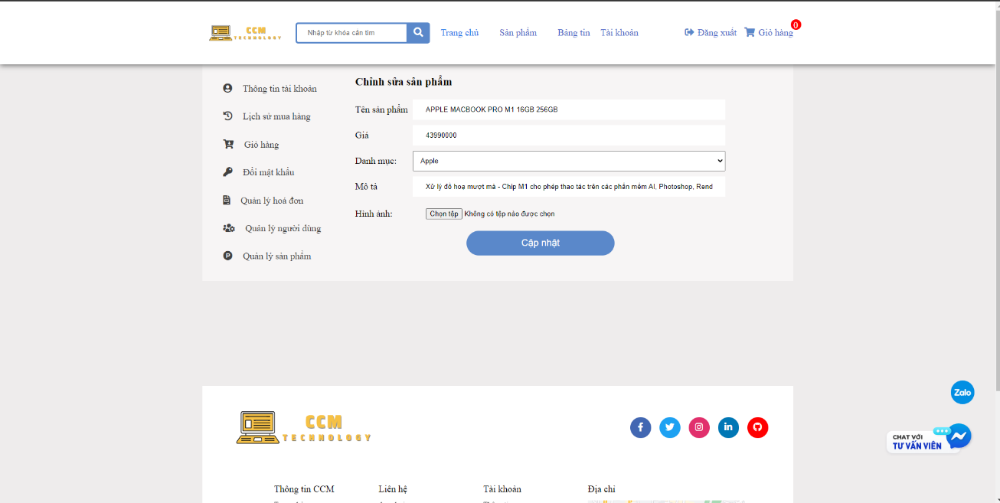 CCM
TECHNOLOGY
Nhập từ khóa cần tìm
Trang chủ
Sản phẩm
Bảng tin
Tài khoản
Đăng xuất
Giỏ hàng
0
Thông tin tài khoản
Lịch sử mua hàng
Giỏ hàng
Đổi mật khẩu
Quản lý hoá đơn
Quản lý người dùng
Quản lý sản phẩm
Chỉnh sửa sản phẩm
Tên sản phẩm
APPLE MACBOOK PRO M1 16GB 256GB
Giá
43990000
Danh mục:
Apple
Mô tả
Xử lý đồ hoạ mượt mà - Chip M1 cho phép thao tác trên các phần mềm AI, Photoshop, Rend
Hình ảnh:
Chọn tệp Không có tệp nào được chọn
Cập nhật
Zalo
CHAT VỚI
TƯ VẤN VIÊN
CCM
TECHNOLOGY
Thông tin CCM
Liên hệ
Tài khoản
Địa chỉ